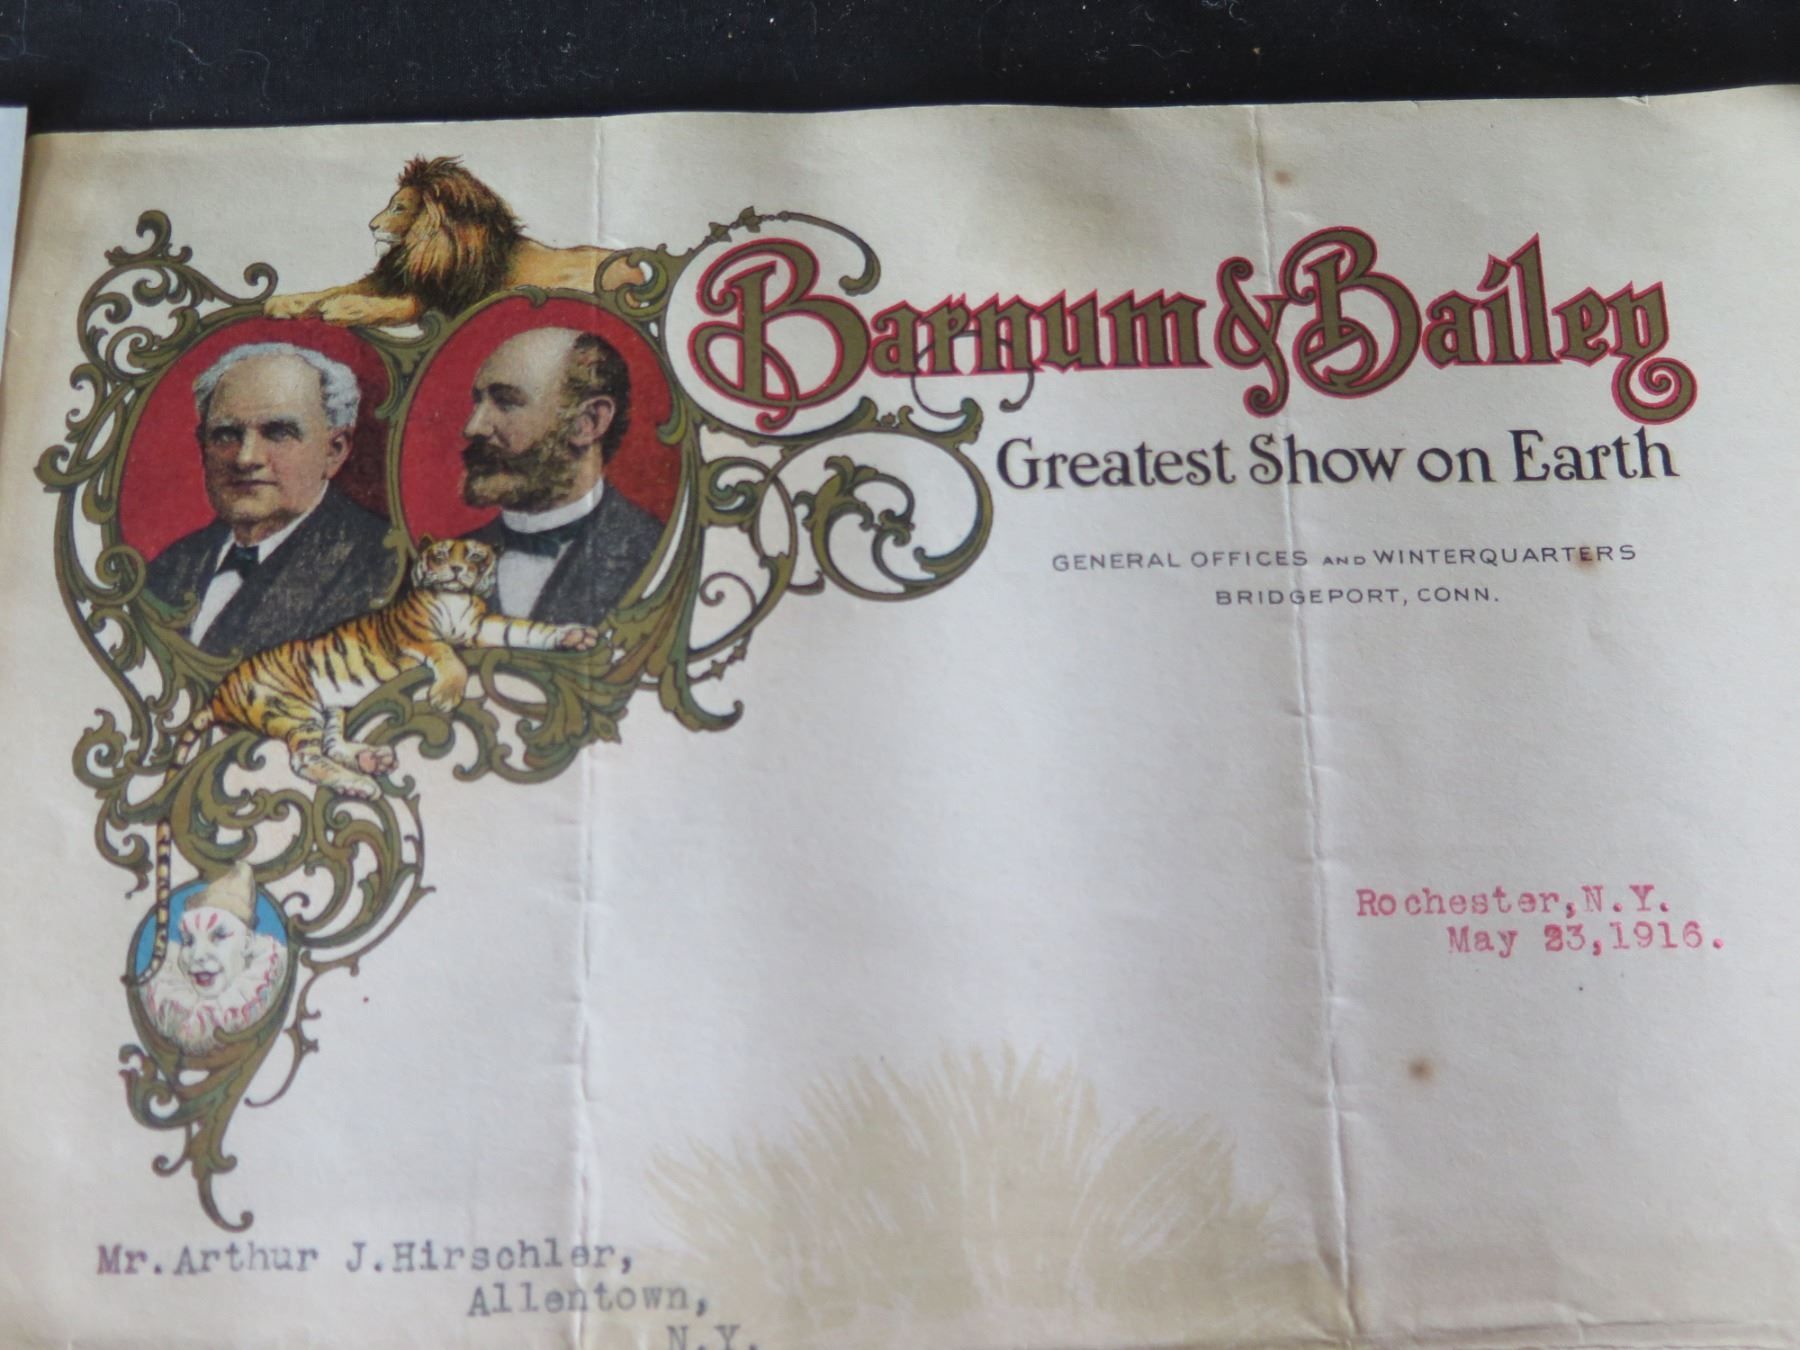 Barnum & Bailey
Greatest Show on Earth
GENERAL OFFICES AND WINTERQUARTERS
BRIDGEPORT, CONN.
Rochester,N.Y.
May 23,1916.
Mr.Arthur J.Hirschler,
Allentown,
N.Y.